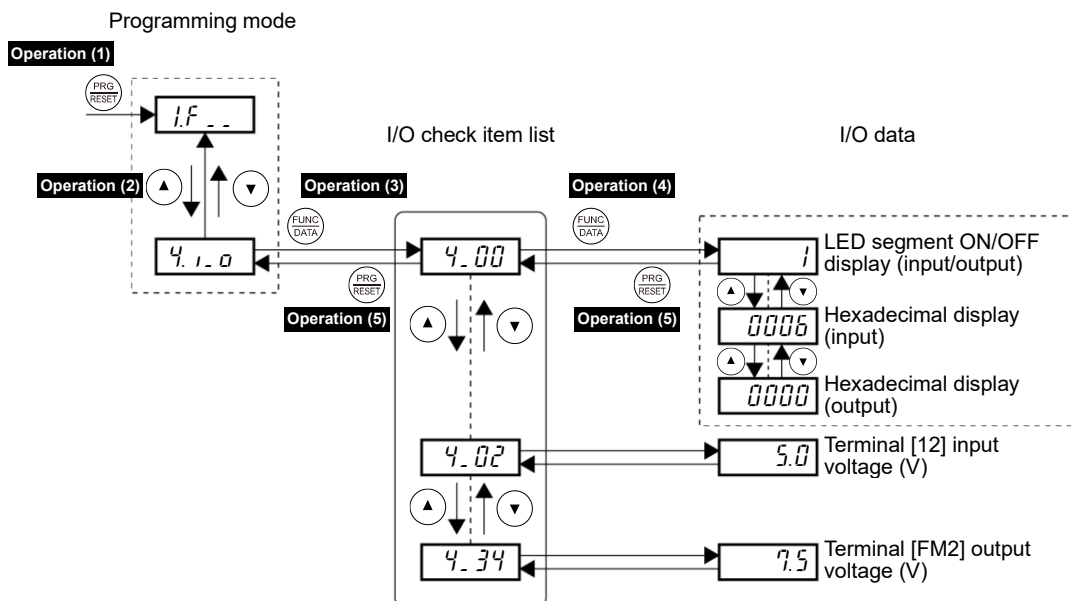 Programming mode
Operation (1)
PRG
RESET
1.F _ _
I/O check item list
I/O data
Operation (2)
Operation (3)
Operation (4)
FUNC
DATA
FUNC
DATA
4. i _ o
4_00
1
LED segment ON/OFF
display (input/output)
PRG
RESET
PRG
RESET
Operation (5)
Operation (5)
0006
Hexadecimal display
(input)
0000
Hexadecimal display
(output)
4_02
5.0
Terminal [12] input
voltage (V)
4_34
7.5
Terminal [FM2] output
voltage (V)